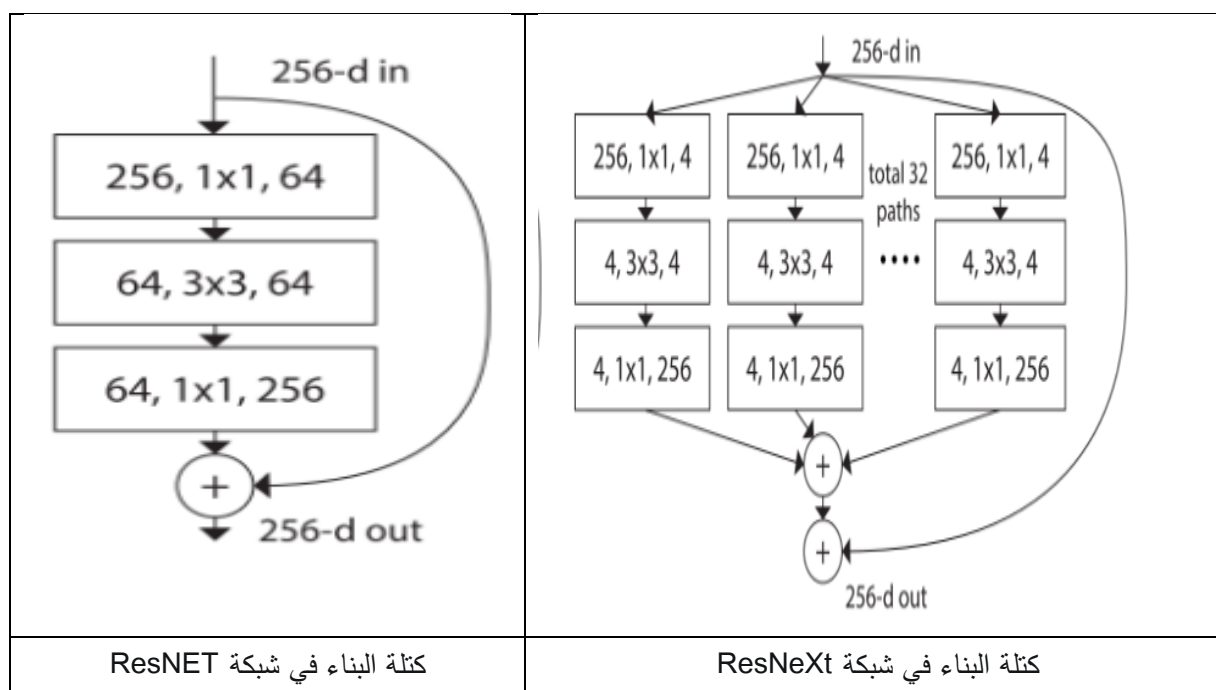 256-d in
256, 1x1, 64
64, 3x3, 64
64, 1x1, 256
+
256-d out
كتلة البناء في شبكة ResNET
256-d in
256, 1x1, 4
256, 1x1, 4
total 32
paths
256, 1x1, 4
4, 3x3, 4
4, 3x3, 4
....
4, 3x3, 4
4, 1x1, 256
4, 1x1, 256
4, 1x1, 256
+
+
256-d out
كتلة البناء في شبكة ResNeXt